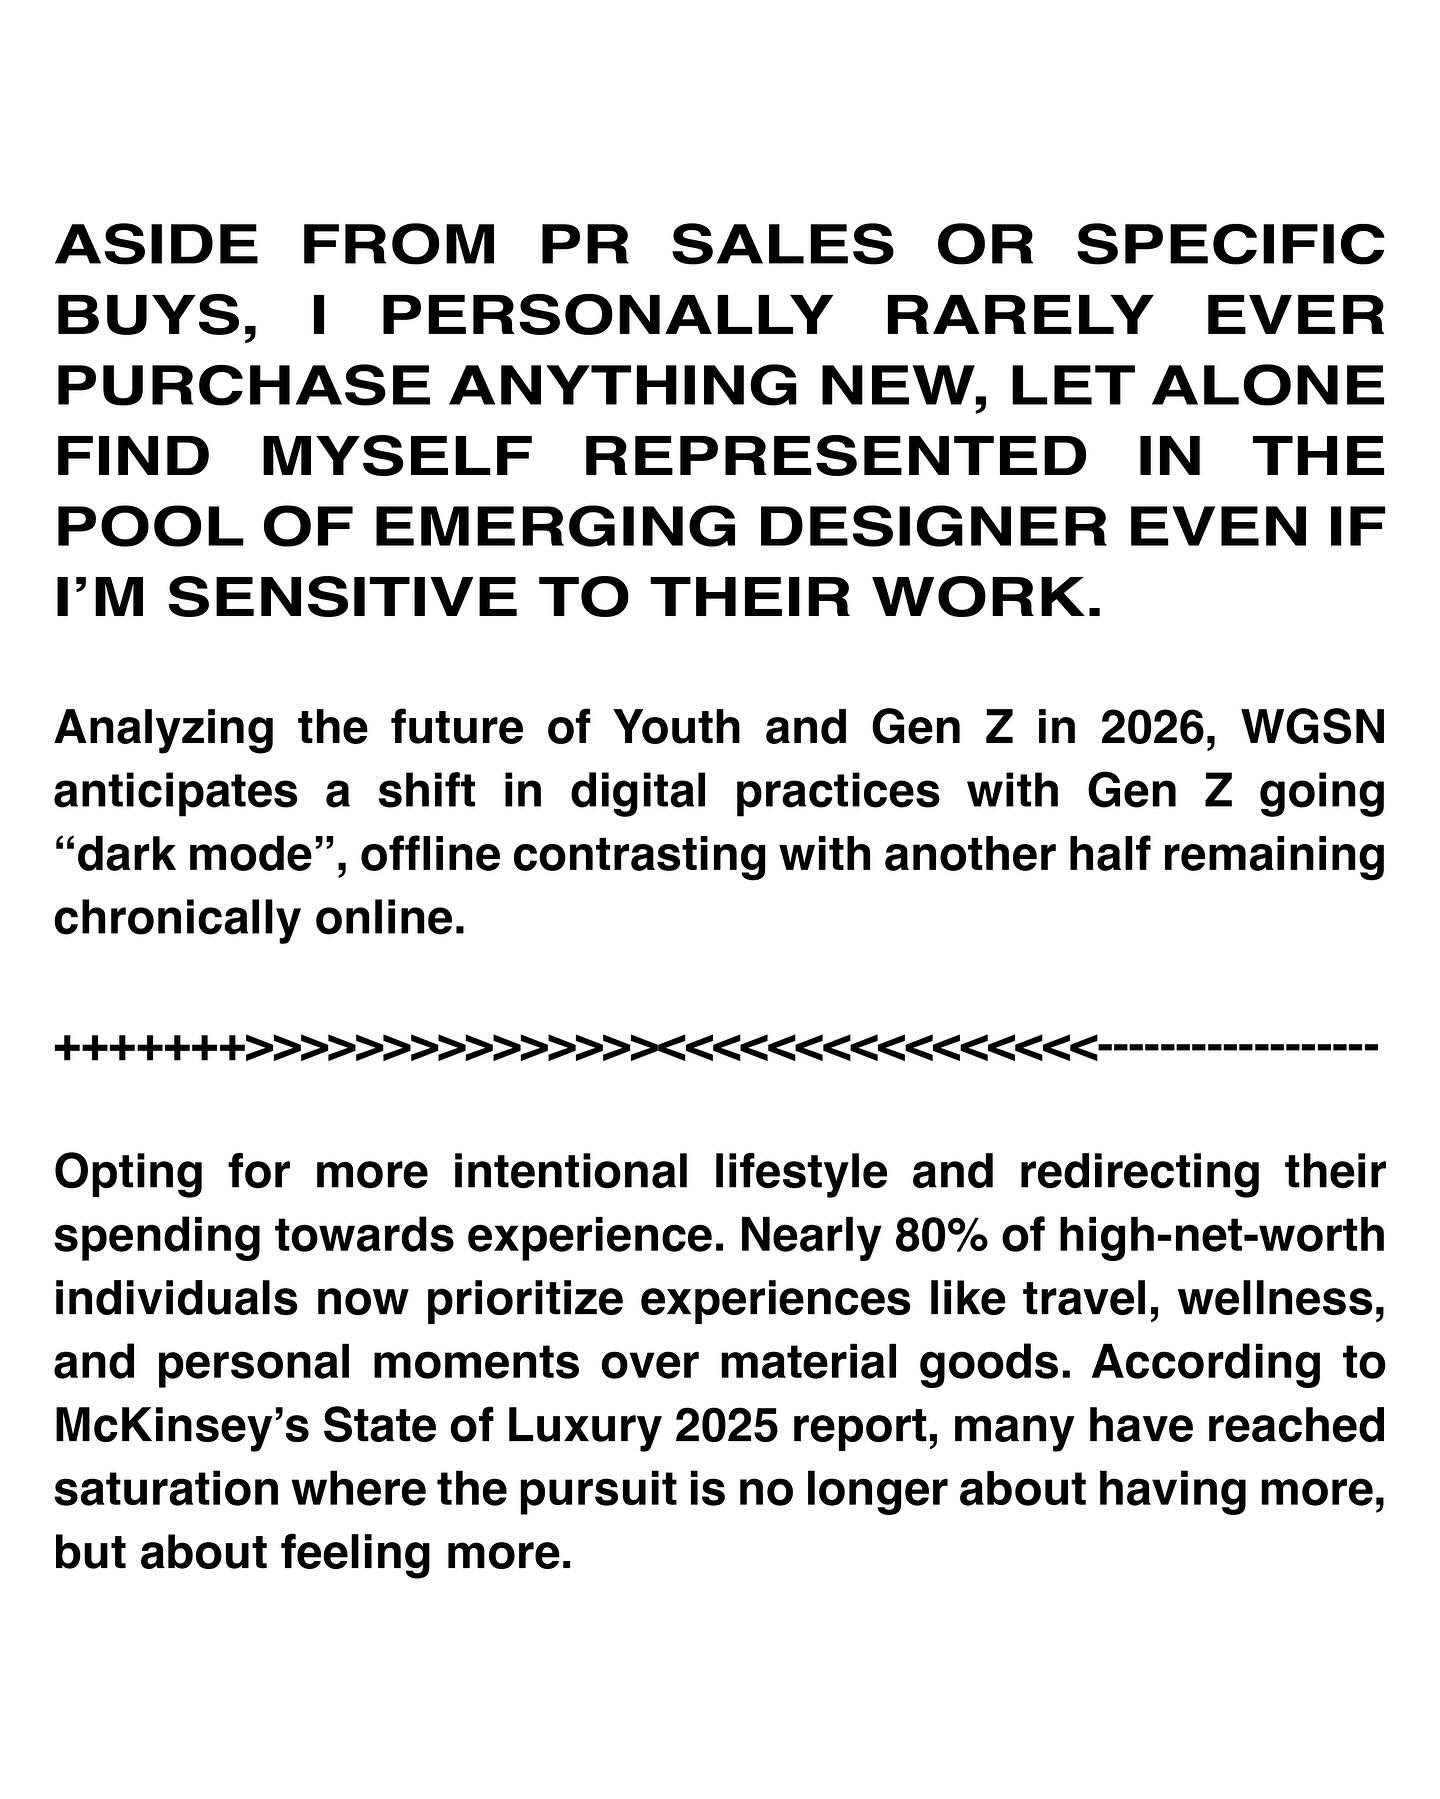 ASIDE FROM PR SALES OR SPECIFIC
BUYS, I PERSONALLY RARELY EVER
PURCHASE ANYTHING NEW, LET ALONE
FIND MYSELF REPRESENTED IN THE
POOL OF EMERGING DESIGNER EVEN IF
I’M SENSITIVE TO THEIR WORK.
Analyzing the future of Youth and Gen Z in 2026, WGSN
anticipates a shift in digital practices with Gen Z going
“dark mode”, offline contrasting with another half remaining
chronically online.
+++++++>>>>>>>>>>>>>>><<<<<<<<<<<<<<<<------------------
Opting for more intentional lifestyle and redirecting their
spending towards experience. Nearly 80% of high-net-worth
individuals now prioritize experiences like travel, wellness,
and personal moments over material goods. According to
McKinsey’s State of Luxury 2025 report, many have reached
saturation where the pursuit is no longer about having more,
but about feeling more.